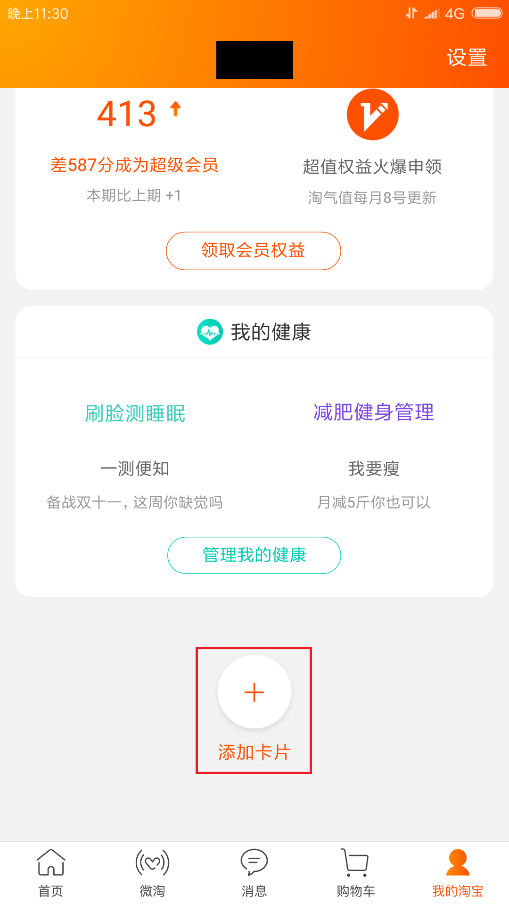 晚上11:30
4G
设置
413
差587分成为超级会员
本期比上期 +1
超值权益火爆申领
淘气值每月8号更新
领取会员权益
我的健康
刷脸测睡眠
减肥健身管理
一测便知
我要瘦
备战双十一，这周你缺觉吗
月减5斤你也可以
管理我的健康
添加卡片
首页
微淘
消息
购物车
我的淘宝